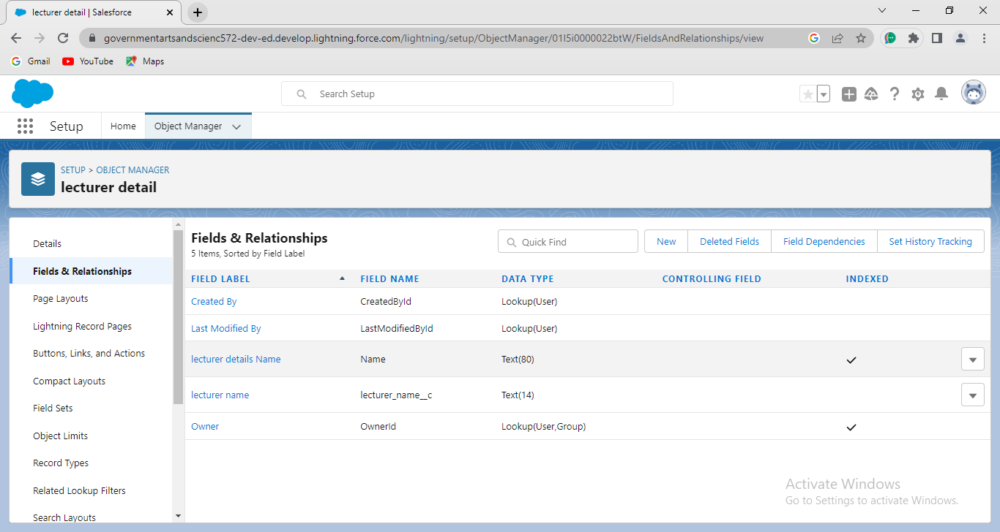 lecturer detail | Salesforce
governmentartsandscienc572-dev-ed.develop.lightning.force.com/lightning/setup/ObjectManager/01I5i0000022btW/FieldsAndRelationships/view
Gmail YouTube Maps
Search Setup
Setup Home Object Manager
SETUP > OBJECT MANAGER
lecturer detail
Details
Fields & Relationships
Page Layouts
Lightning Record Pages
Buttons, Links, and Actions
Compact Layouts
Field Sets
Object Limits
Record Types
Related Lookup Filters
Search Layouts
Fields & Relationships
5 Items, Sorted by Field Label
Quick Find New Deleted Fields Field Dependencies Set History Tracking
FIELD LABEL FIELD NAME DATA TYPE CONTROLLING FIELD INDEXED
Created By CreatedById Lookup(User)
Last Modified By LastModifiedById Lookup(User)
lecturer details Name Name Text(80)
lecturer name lecturer_name__c Text(14)
Owner OwnerId Lookup(User,Group)
Activate Windows
Go to Settings to activate Windows.